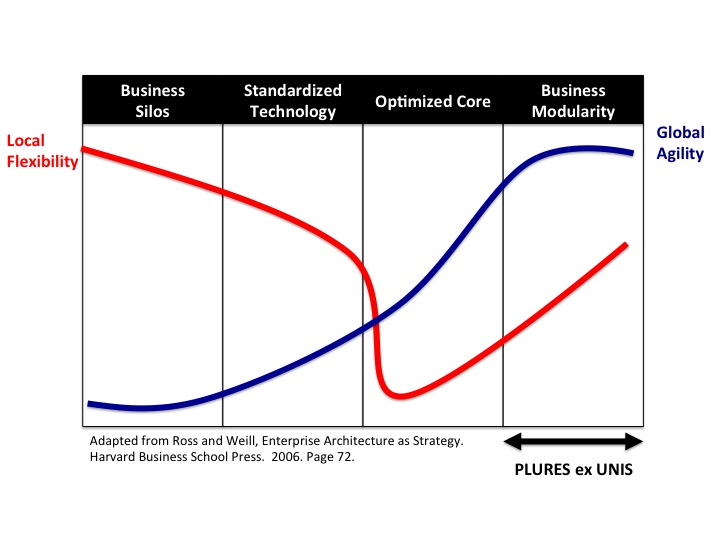 Business
Silos
Standardized
Technology
Optimized Core
Business
Modularity
Local
Flexibility
Global
Agility
Adapted from Ross and Weill, Enterprise Architecture as Strategy.
Harvard Business School Press.  2006. Page 72.
PLURES ex UNIS